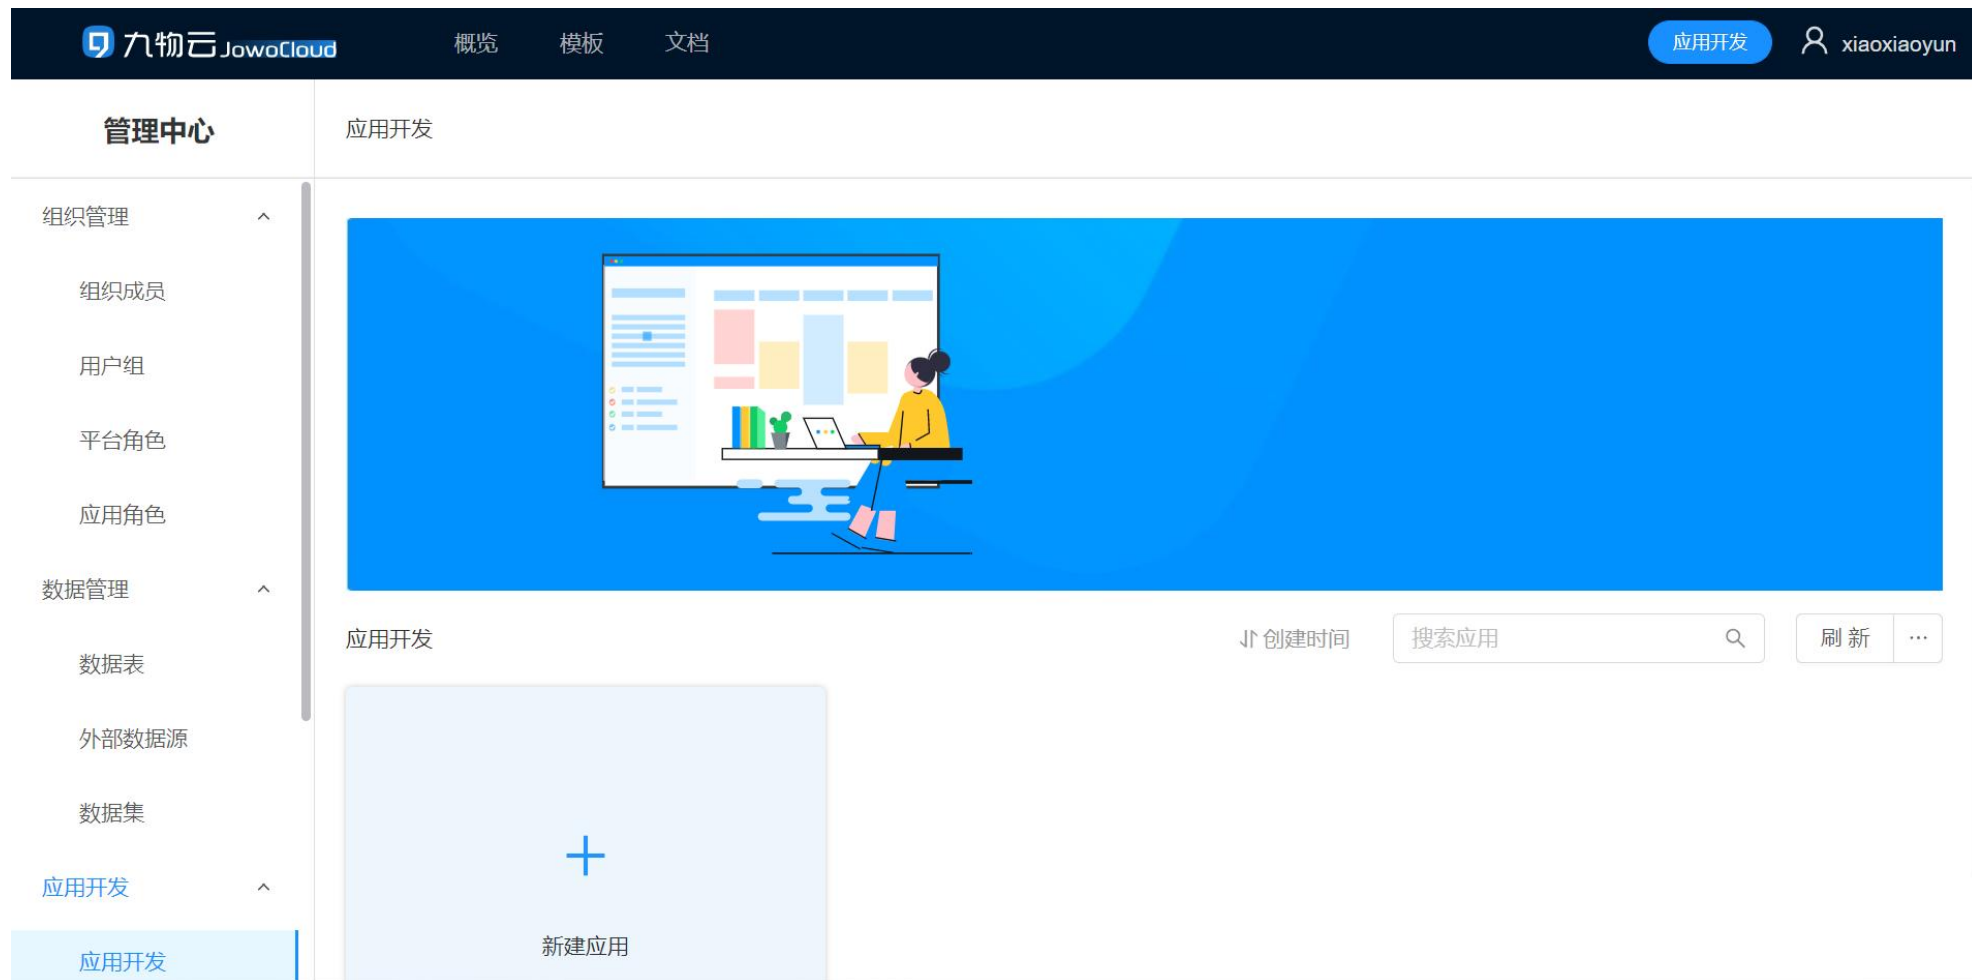 九物云 JowoCloud 概览 模板 文档 应用开发 xiaoxiaoyun
管理中心
应用开发
组织管理
组织成员
用户组
平台角色
应用角色
数据管理
数据表
外部数据源
数据集
应用开发
应用开发
应用开发 创建时间 搜索应用 刷新 ···
新建应用